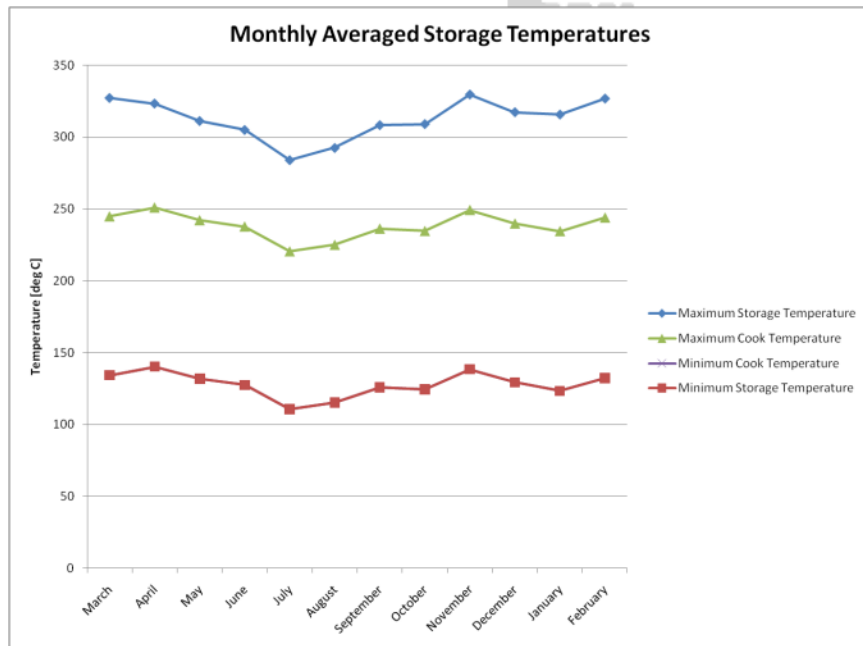 Monthly Averaged Storage Temperatures
350
300
250
200
150
100
50
0
Temperature [deg C]
March
April
May
June
July
August
September
October
November
December
January
February
Maximum Storage Temperature
Maximum Cook Temperature
Minimum Cook Temperature
Minimum Storage Temperature